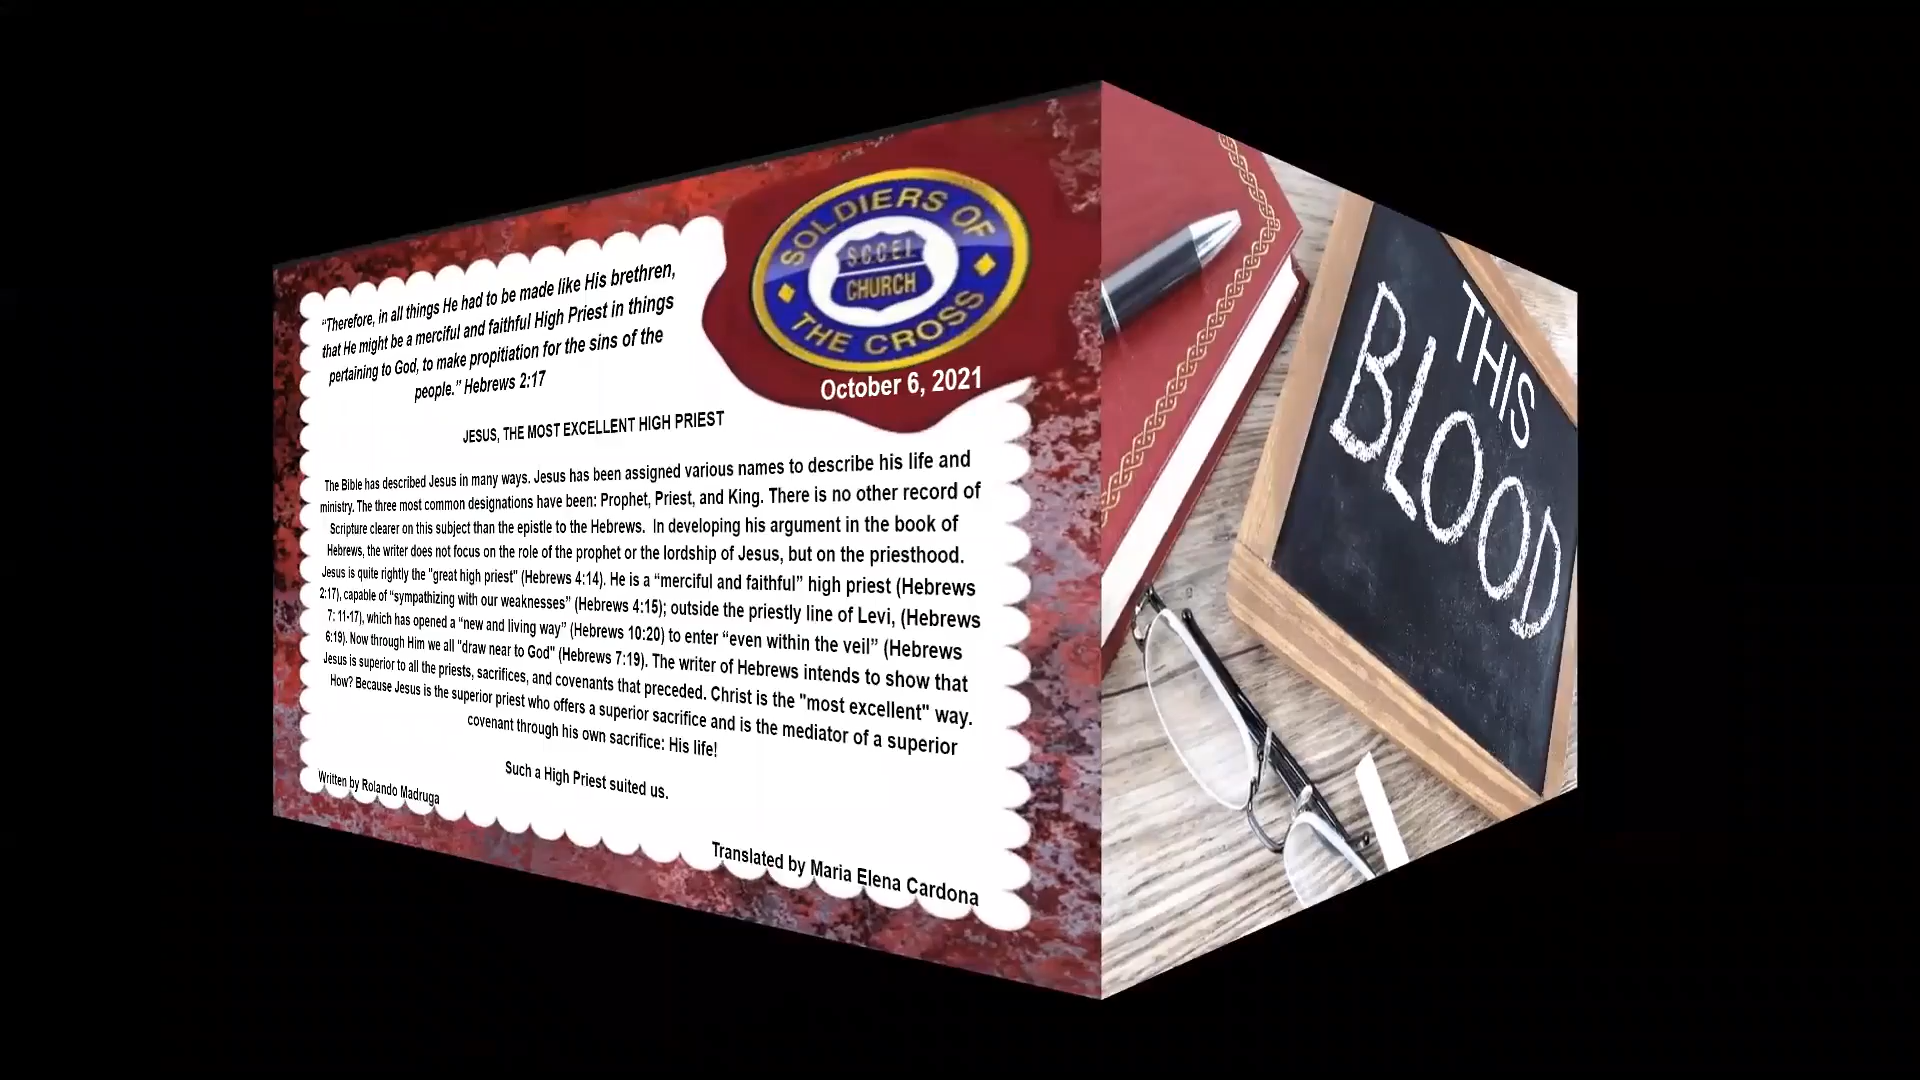 SOLDIERS OF
S.C.C.E.I.
CHURCH
THE CROSS
October 6, 2021
“Therefore, in all things He had to be made like His brethren,
that He might be a merciful and faithful High Priest in things
pertaining to God, to make propitiation for the sins of the
people.” Hebrews 2:17
JESUS, THE MOST EXCELLENT HIGH PRIEST
The Bible has described Jesus in many ways. Jesus has been assigned various names to describe his life and
ministry. The three most common designations have been: Prophet, Priest, and King. There is no other record of
Scripture clearer on this subject than the epistle to the Hebrews. In developing his argument in the book of
Hebrews, the writer does not focus on the role of the prophet or the lordship of Jesus, but on the priesthood.
Jesus is quite rightly the "great high priest" (Hebrews 4:14). He is a “merciful and faithful” high priest (Hebrews
2:17), capable of “sympathizing with our weaknesses” (Hebrews 4:15); outside the priestly line of Levi, (Hebrews
7: 11-17), which has opened a “new and living way” (Hebrews 10:20) to enter “even within the veil” (Hebrews
6:19). Now through Him we all "draw near to God" (Hebrews 7:19). The writer of Hebrews intends to show that
Jesus is superior to all the priests, sacrifices, and covenants that preceded. Christ is the "most excellent" way.
How? Because Jesus is the superior priest who offers a superior sacrifice and is the mediator of a superior
covenant through his own sacrifice: His life!
Such a High Priest suited us.
Written by Rolando Madruga
Translated by Maria Elena Cardona
THIS
BLOOD